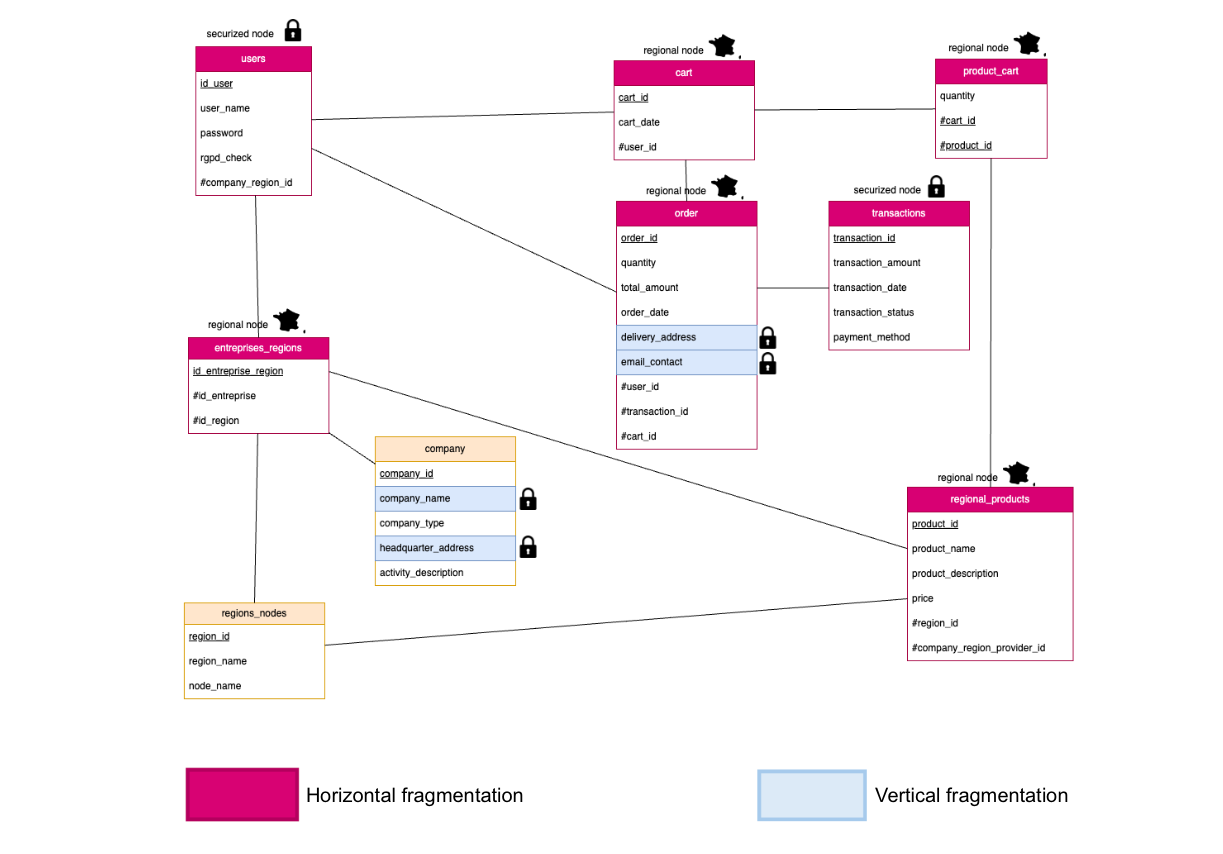 securized node
users
id_user
user_name
password
rgpd_check
#company_region_id
regional node
cart
cart_id
cart_date
#user_id
regional node
product_cart
quantity
#cart_id
#product_id
regional node
order
order_id
quantity
total_amount
order_date
delivery_address
email_contact
#user_id
#transaction_id
#cart_id
securized node
transactions
transaction_id
transaction_amount
transaction_date
transaction_status
payment_method
regional node
entreprises_regions
id_entreprise_region
#id_entreprise
#id_region
company
company_id
company_name
company_type
headquarter_address
activity_description
regional node
regional_products
product_id
product_name
product_description
price
#region_id
#company_region_provider_id
regions_nodes
region_id
region_name
node_name
Horizontal fragmentation
Vertical fragmentation